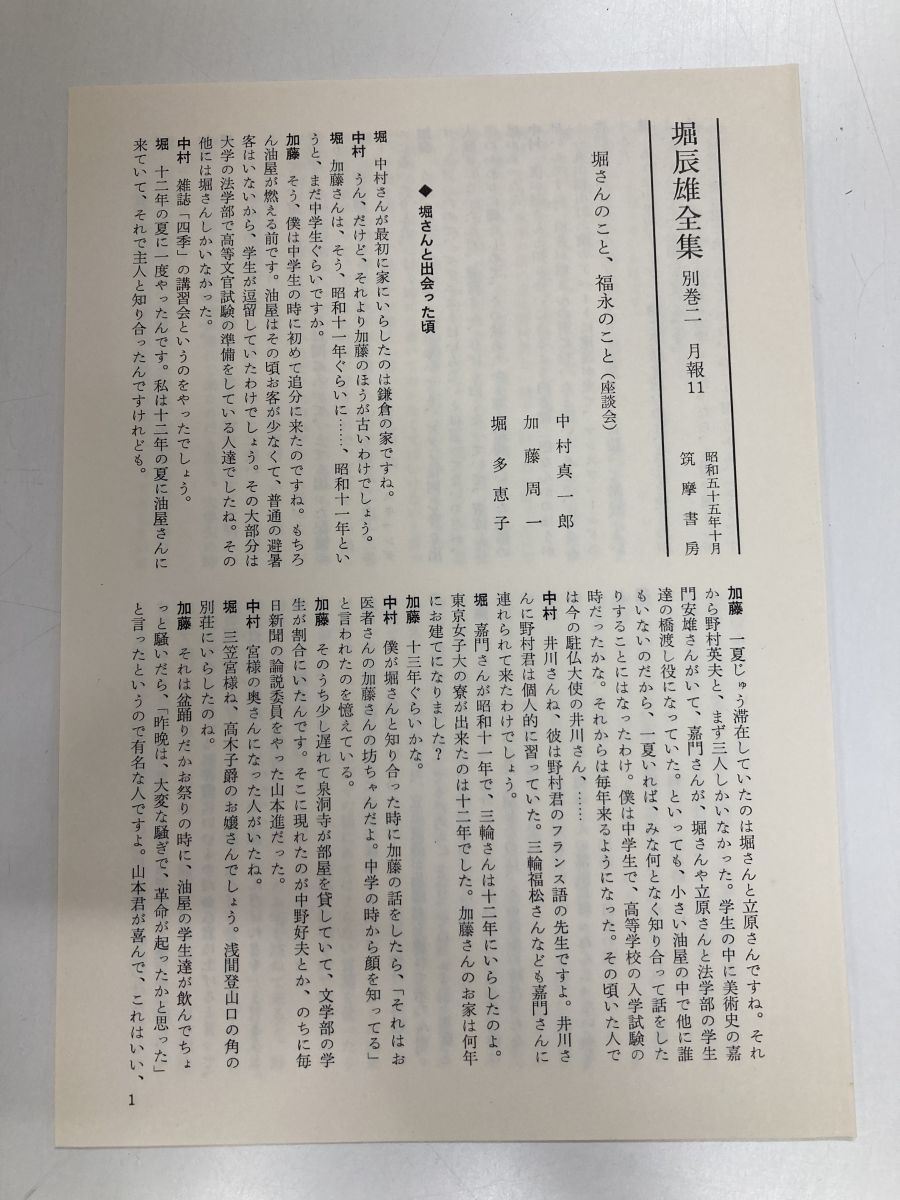 堀辰雄全集 別巻二 月報11
昭和五十五年十月
筑摩書房
堀さんのこと、福永のこと（座談会）
中村真一郎
加藤周一
堀多恵子
◆ 堀さんと出会った頃
堀　中村さんが最初に家にいらしたのは鎌倉の家ですね。
中村　うん、だけど、それより加藤のほうが古いわけでしょう。
堀　加藤さんは、そう、昭和十一年ぐらいに……、昭和十一年とい
うと、まだ中学生ぐらいですか。
加藤　そう、僕は中学生の時に初めて追分に来たのですね。もちろ
ん油屋が燃える前です。油屋はその頃お客が少なくて、普通の避暑
客はいないから、学生が逗留していたわけでしょう。その大部分は
大学の法学部で高等文官試験の準備をしている人達でしたね。その
他には堀さんしかいなかった。
中村　雑誌「四季」の講習会というのをやったでしょう。
堀　十二年の夏に一度やったんです。私は十二年の夏に油屋さんに
来ていて、それで主人と知り合ったんですけれども。
加藤　一夏じゅう滞在していたのは堀さんと立原さんですね。それ
から野村英夫と、まず三人しかいなかった。学生の中に美術史の嘉
門安雄さんがいて、嘉門さんが、堀さんや立原さんと法学部の学生
達の橋渡し役になっていた。といっても、小さい油屋の中で他に誰
もいないのだから、一夏いれば、みな何となく知り合って話をした
りすることにはなったわけ。僕は中学生で、高等学校の入学試験の
時だったかな。それからは毎年来るようになった。その頃いた人で
は今の駐仏大使の井川さん、……
中村　井川さんね、彼は野村君のフランス語の先生ですよ。井川さ
んに野村君は個人的に習っていた。三輪福松さんなども嘉門さんに
連れられて来たわけでしょう。
堀　嘉門さんが昭和十一年で、三輪さんは十二年にいらしたのよ。
東京女子大の寮が出来たのは十二年でした。加藤さんのお家は何年
にお建てになりました？
加藤　十三年ぐらいかな。
中村　僕が堀さんと知り合った時に加藤の話をしたら、「それはお
医者さんの加藤さんの坊ちゃんだよ。中学の時から顔を知ってる」
と言われたのを憶えている。
加藤　そのうち少し遅れて泉洞寺が部屋を貸していて、文学部の学
生が割合にいたんです。そこに現れたのが中野好夫とか、のちに毎
日新聞の論説委員をやった山本進だった。
中村　宮様の奥さんになった人がいたね。
堀　三笠宮様ね、高木子爵のお嬢さんでしょう。浅間登山口の角の
別荘にいらしたのね。
加藤　それは盆踊りだかお祭りの時に、油屋の学生達が飲んでちょ
っと騒いだら、「昨晩は、大変な騒ぎで、革命が起ったかと思った」
と言ったというので有名な人ですよ。山本君が喜んで、これはいい、
1